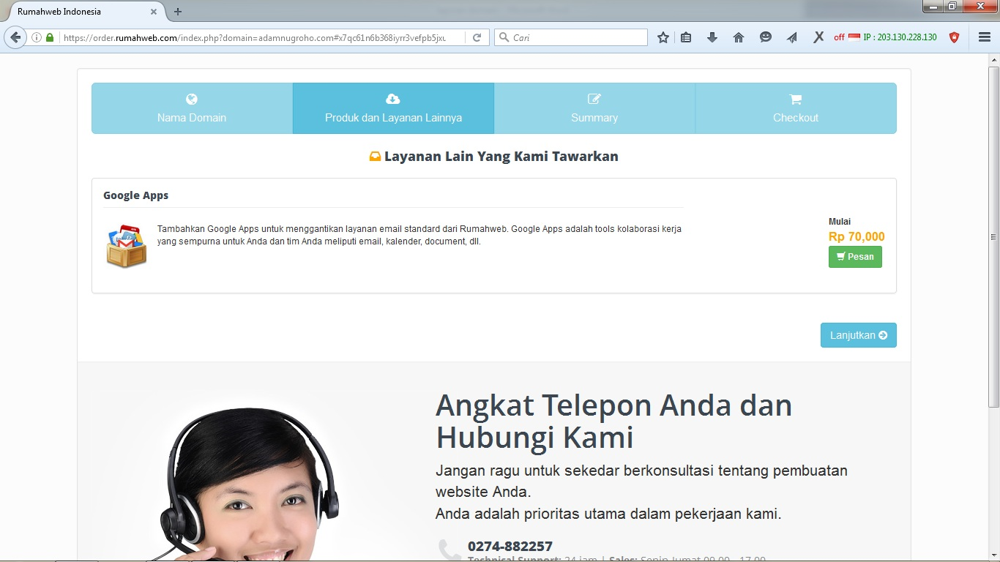 Rumahweb Indonesia
https://order.rumahweb.com/index.php?domain=adamnugroho.com#x7qc61n6b368iyrr3vefpb5jxu
Cari
off IP : 203.130.228.130
Nama Domain
Produk dan Layanan Lainnya
Summary
Checkout
Layanan Lain Yang Kami Tawarkan
Google Apps
Tambahkan Google Apps untuk menggantikan layanan email standard dari Rumahweb. Google Apps adalah tools kolaborasi kerja
yang sempurna untuk Anda dan tim Anda meliputi email, kalender, document, dll.
Mulai
Rp 70,000
Pesan
Lanjutkan
Angkat Telepon Anda dan
Hubungi Kami
Jangan ragu untuk sekedar berkonsultasi tentang pembuatan
website Anda.
Anda adalah prioritas utama dalam pekerjaan kami.
0274-882257
Technical Support: 24 jam | Sales: Senin-Jumat 09.00 - 17.00